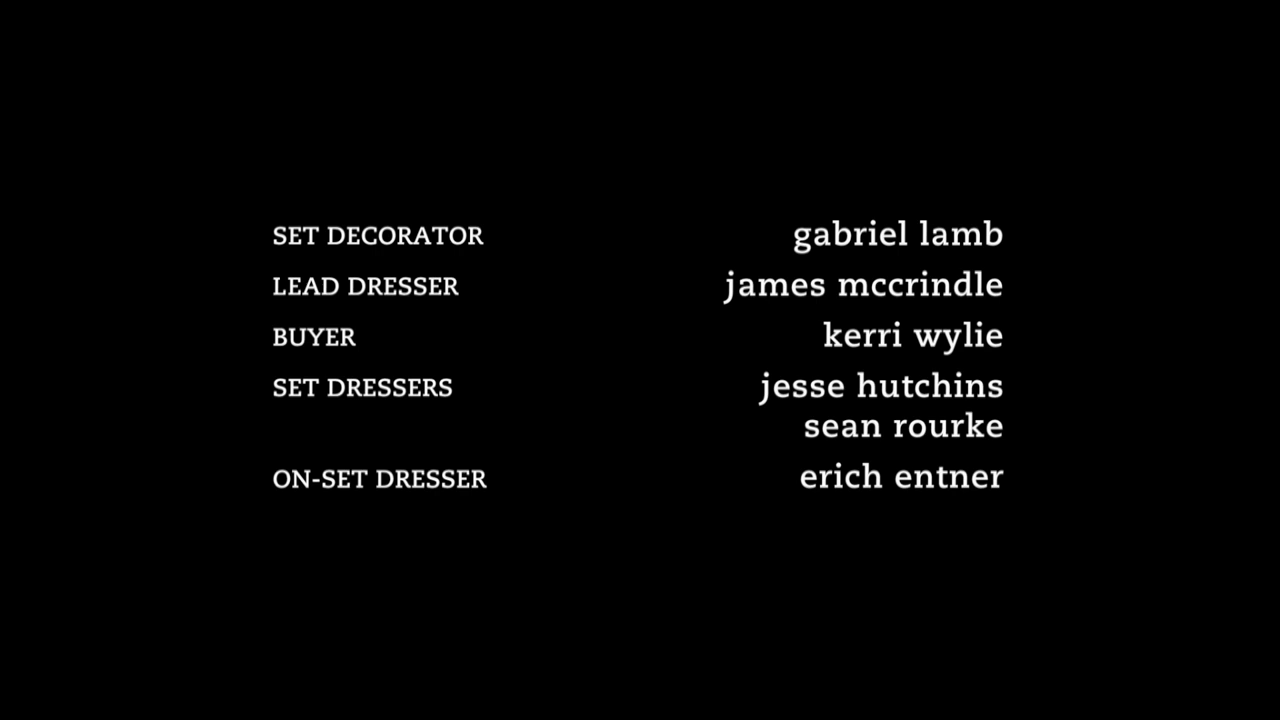 SET DECORATOR gabriel lamb
LEAD DRESSER james mccrindle
BUYER kerri wylie
SET DRESSERS jesse hutchins
sean rourke
ON-SET DRESSER erich entner